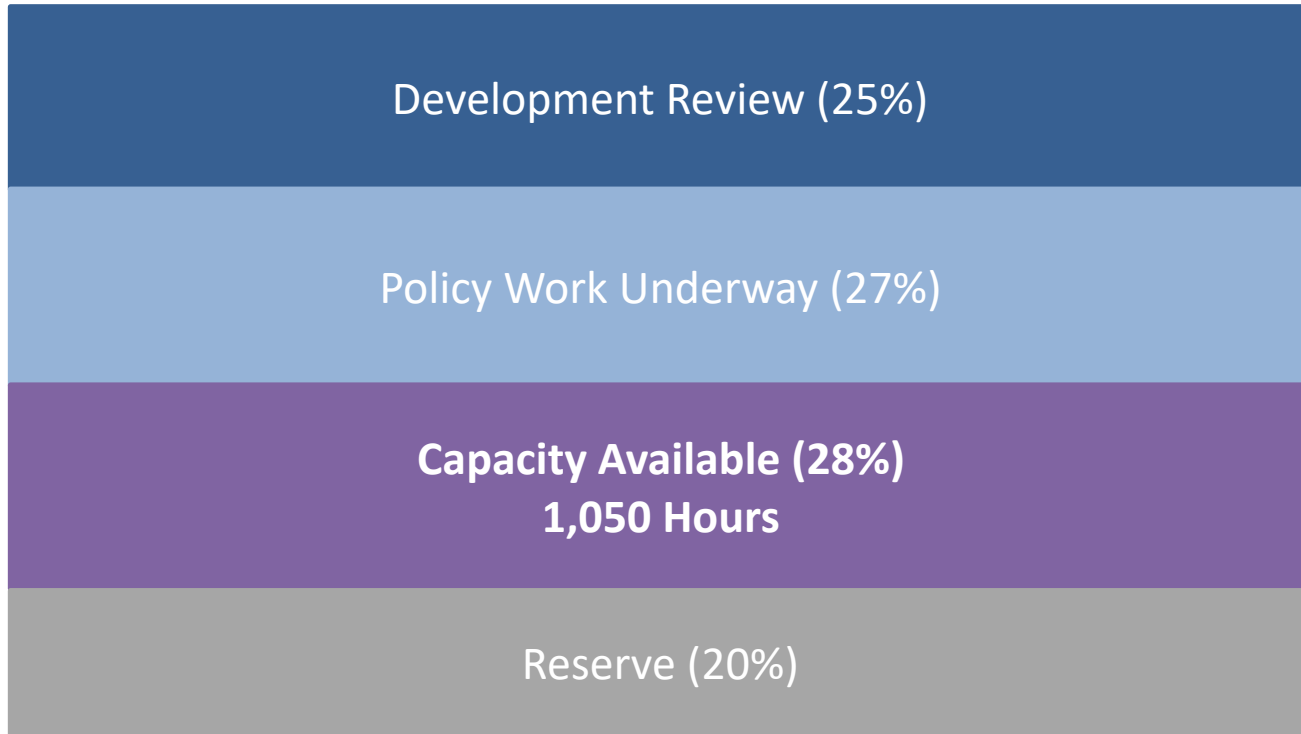 Development Review (25%)
Policy Work Underway (27%)
Capacity Available (28%)
1,050 Hours
Reserve (20%)